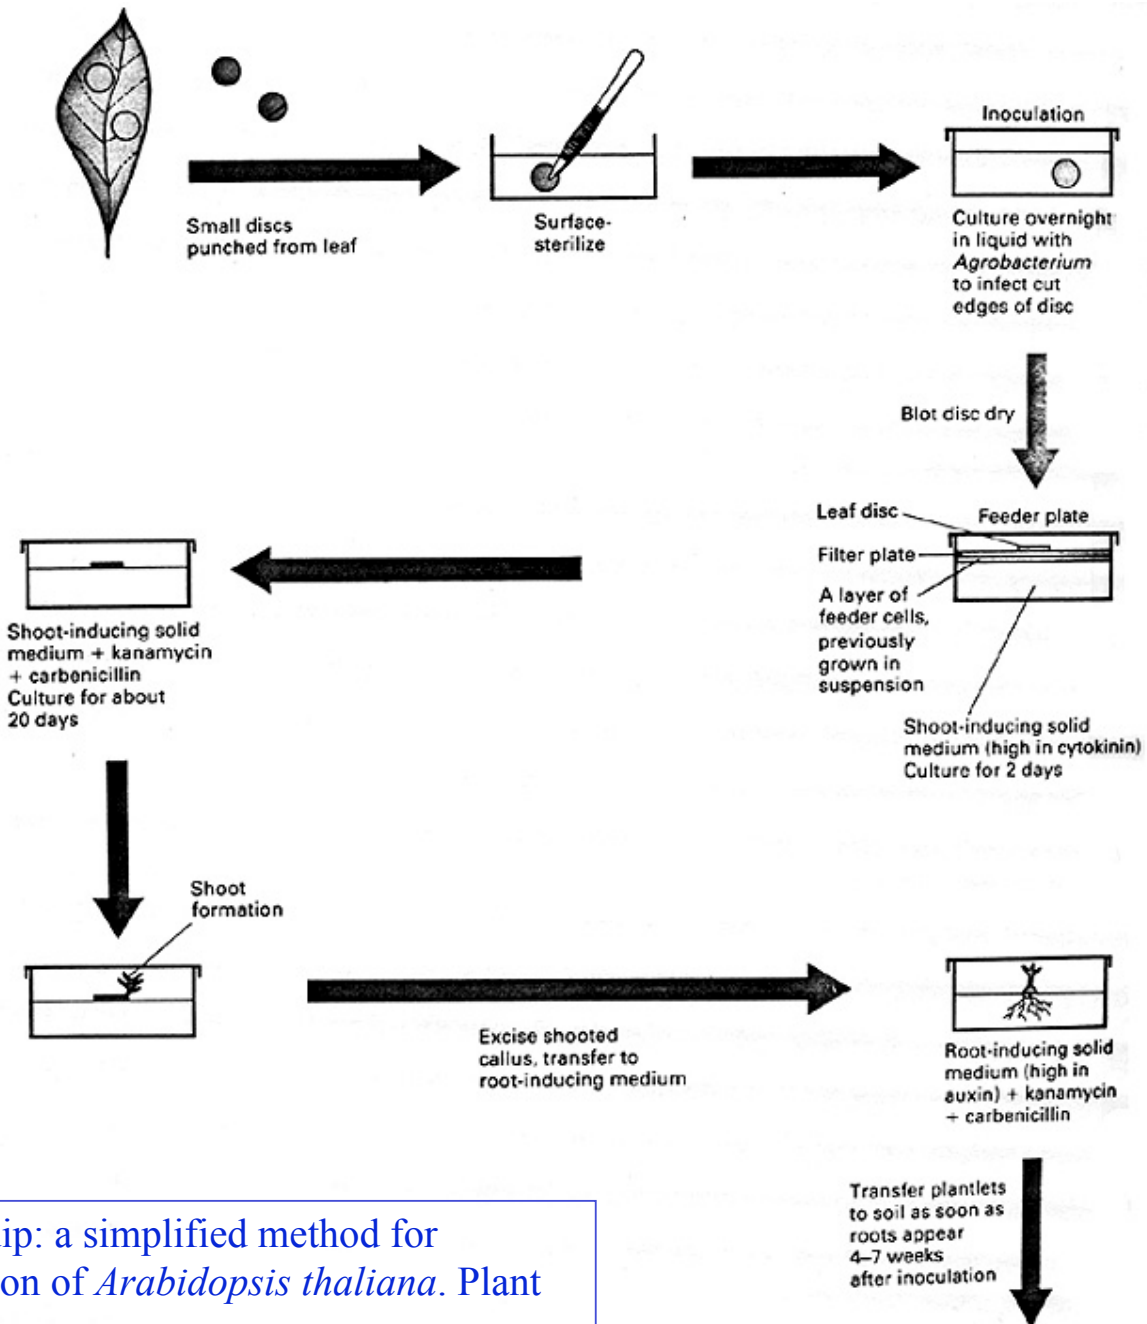 Small discs
punched from leaf
Surface-
sterilize
Inoculation
Culture overnight
in liquid with
Agrobacterium
to infect cut
edges of disc
Blot disc dry
Leaf disc
Feeder plate
Filter plate
A layer of
feeder cells,
previously
grown in
suspension
Shoot-inducing solid
medium (high in cytokinin)
Culture for 2 days
Shoot-inducing solid
medium + kanamycin
+ carbenicillin
Culture for about
20 days
Shoot
formation
Excise shooted
callus, transfer to
root-inducing medium
Root-inducing solid
medium (high in
auxin) + kanamycin
+ carbenicillin
Transfer plantlets
to soil as soon as
roots appear
4–7 weeks
after inoculation
: a simplified method for
of Arabidopsis thaliana. Plant